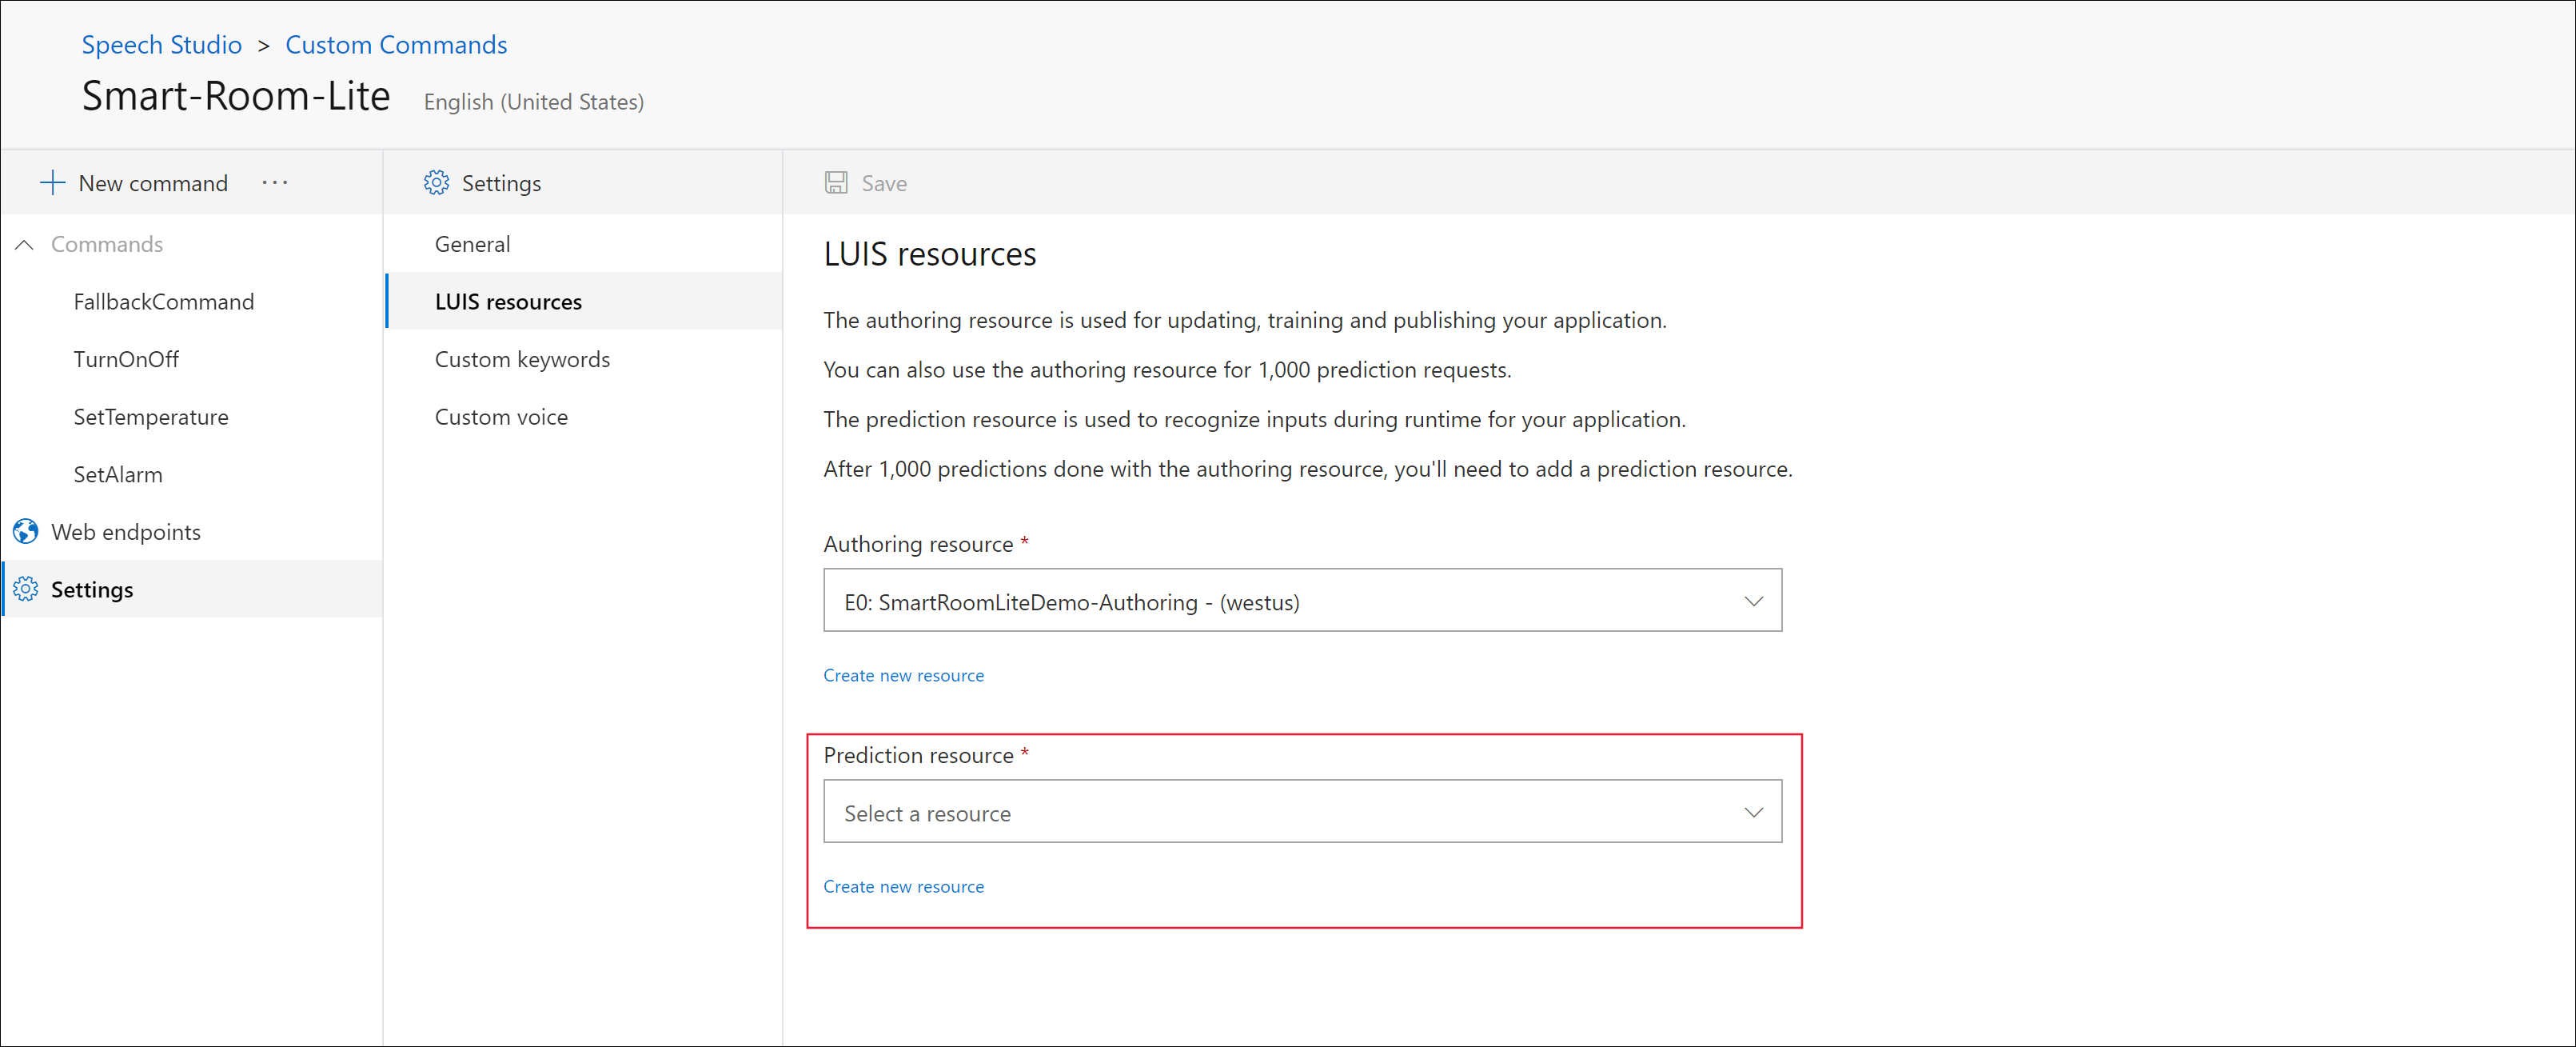 Speech Studio > Custom Commands
Smart-Room-Lite English (United States)
New command ···
Commands
FallbackCommand
TurnOnOff
SetTemperature
SetAlarm
Web endpoints
Settings
Settings
General
LUIS resources
Custom keywords
Custom voice
Save
LUIS resources
The authoring resource is used for updating, training and publishing your application.
You can also use the authoring resource for 1,000 prediction requests.
The prediction resource is used to recognize inputs during runtime for your application.
After 1,000 predictions done with the authoring resource, you'll need to add a prediction resource.
Authoring resource *
E0: SmartRoomLiteDemo-Authoring - (westus)
Create new resource
Prediction resource *
Select a resource
Create new resource